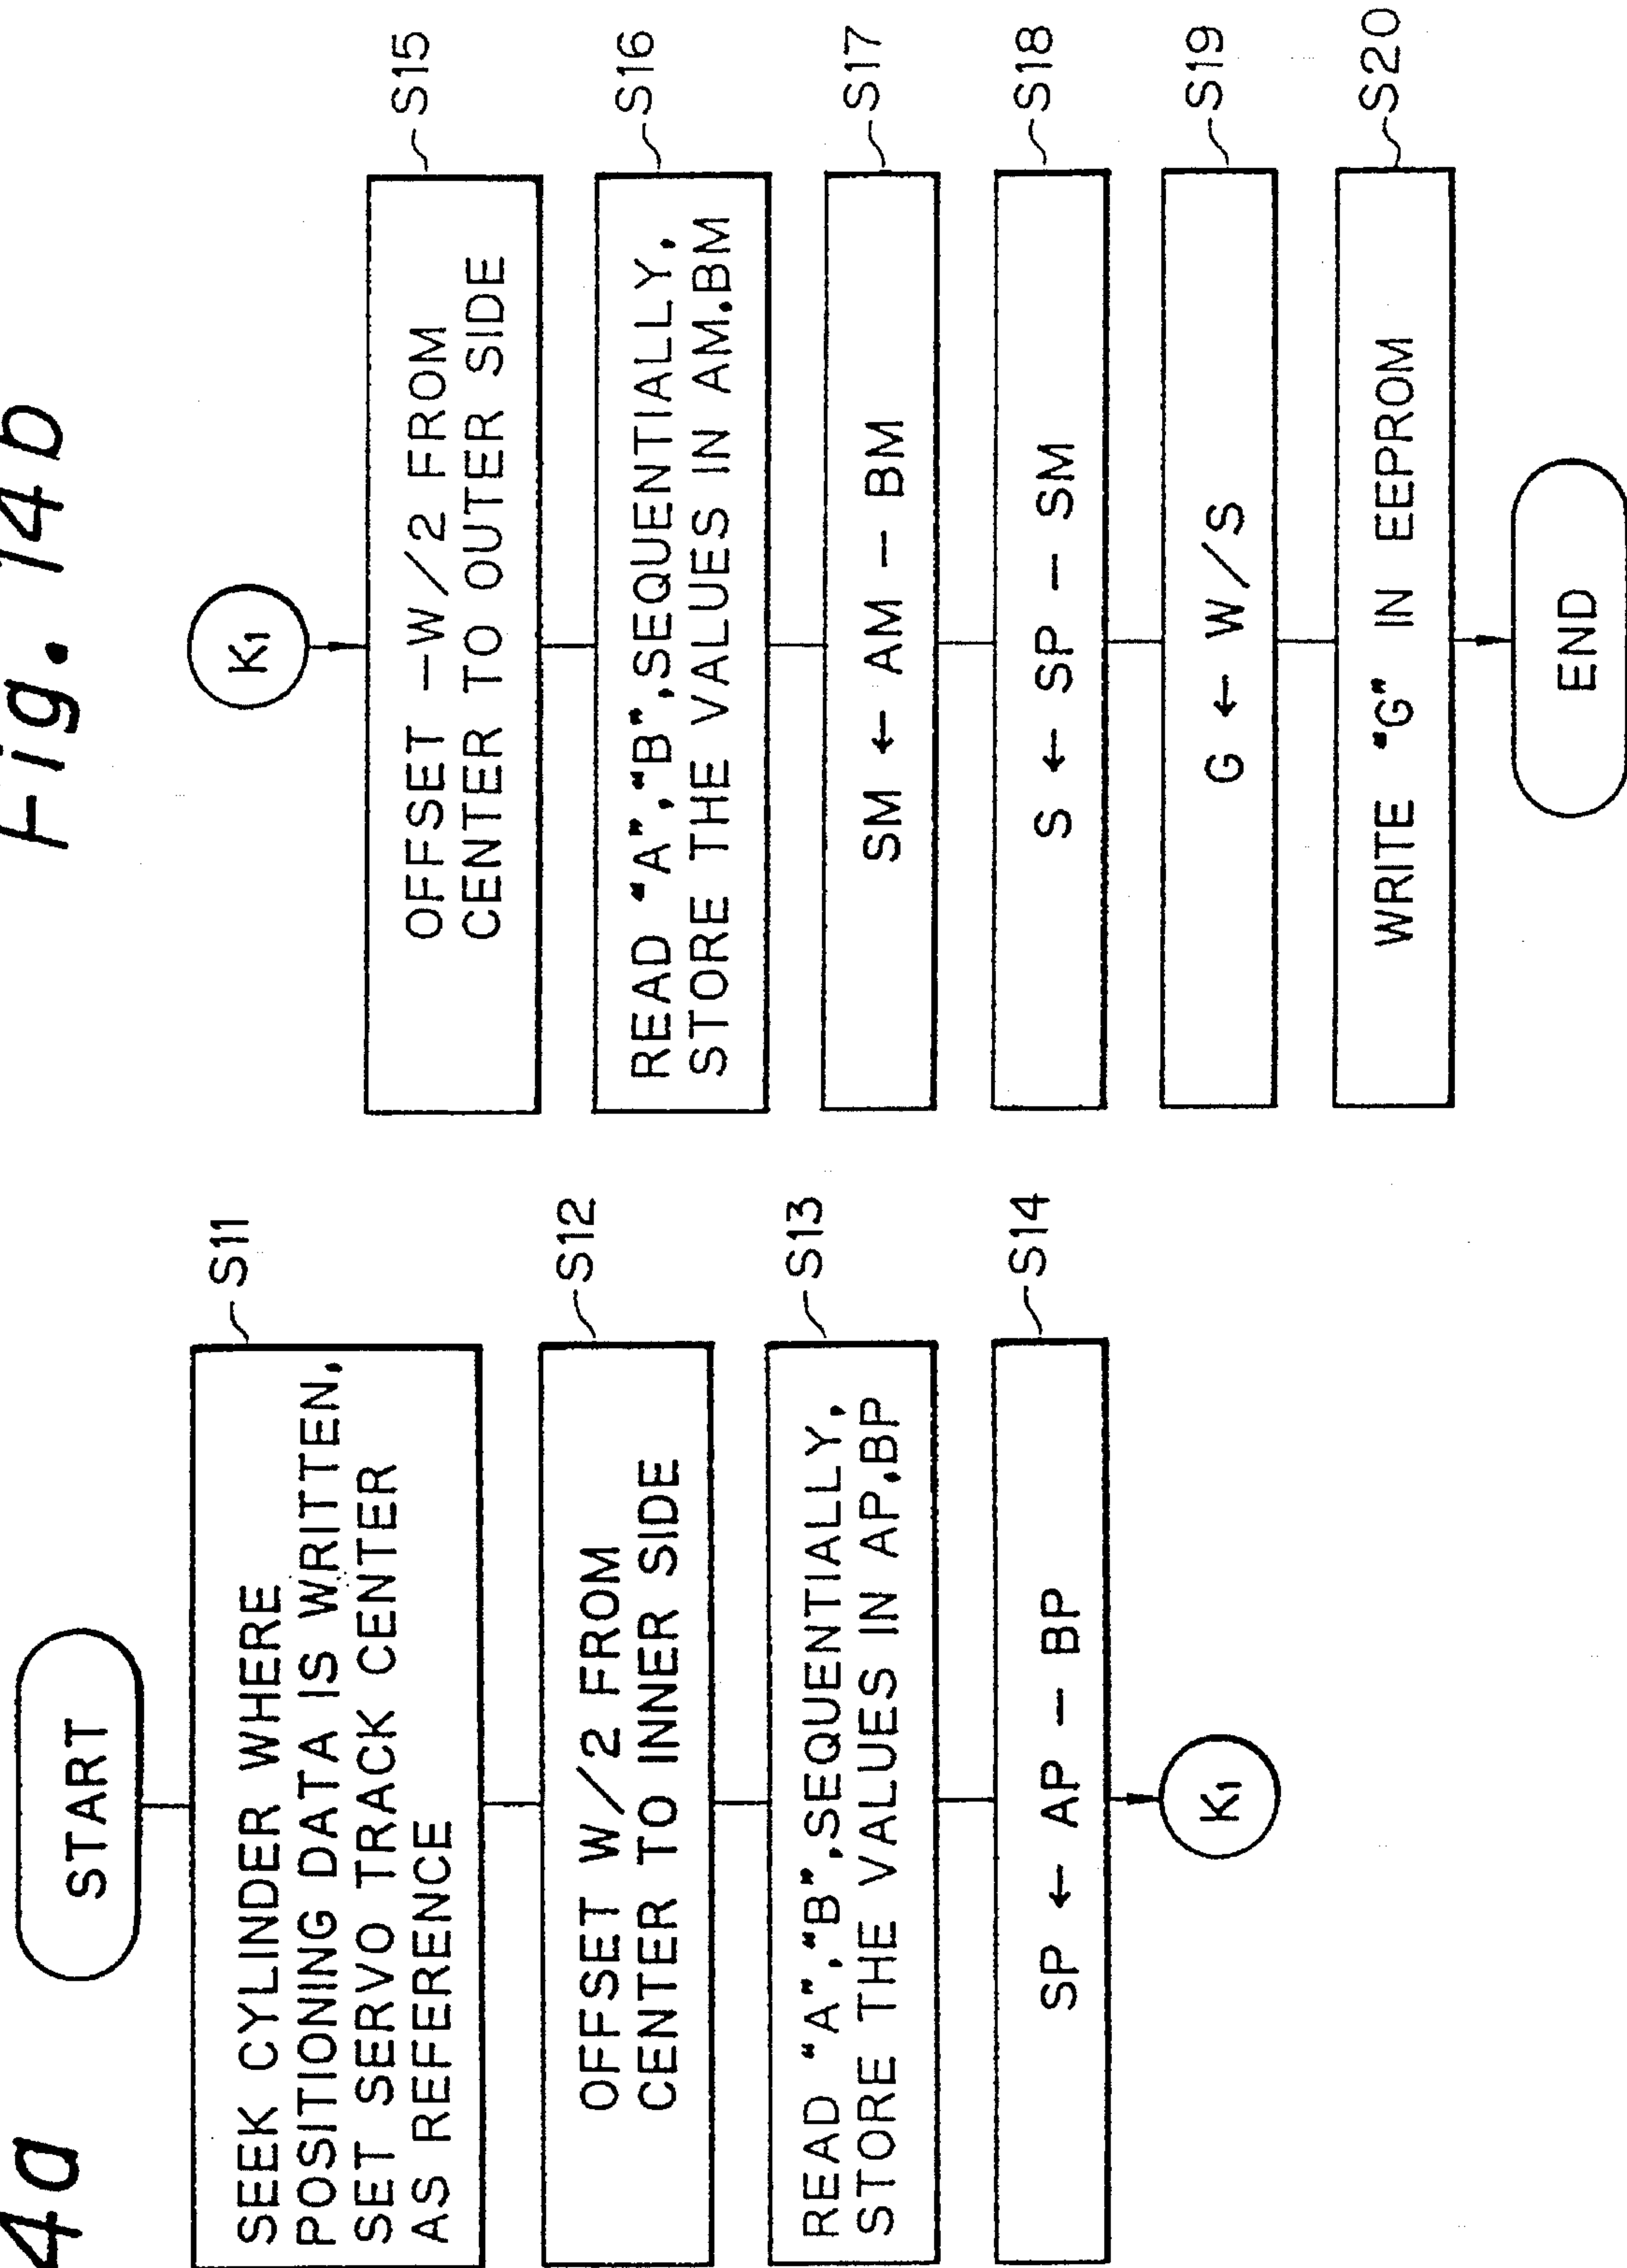 4a
START
SEEK CYLINDER WHERE
POSITIONING DATA IS WRITTEN,
SET SERVO TRACK CENTER
AS REFERENCE
S11
OFFSET W/2 FROM
CENTER TO INNER SIDE
S12
READ "A","B",SEQUENTIALLY,
STORE THE VALUES IN AP,BP
S13
SP ← AP − BP
S14
K1
Fig. 14b
K1
OFFSET −W/2 FROM
CENTER TO OUTER SIDE
S15
READ "A","B",SEQUENTIALLY,
STORE THE VALUES IN AM,BM
S16
SM ← AM − BM
S17
S ← SP − SM
S18
G ← W/S
S19
WRITE "G" IN EEPROM
S20
END